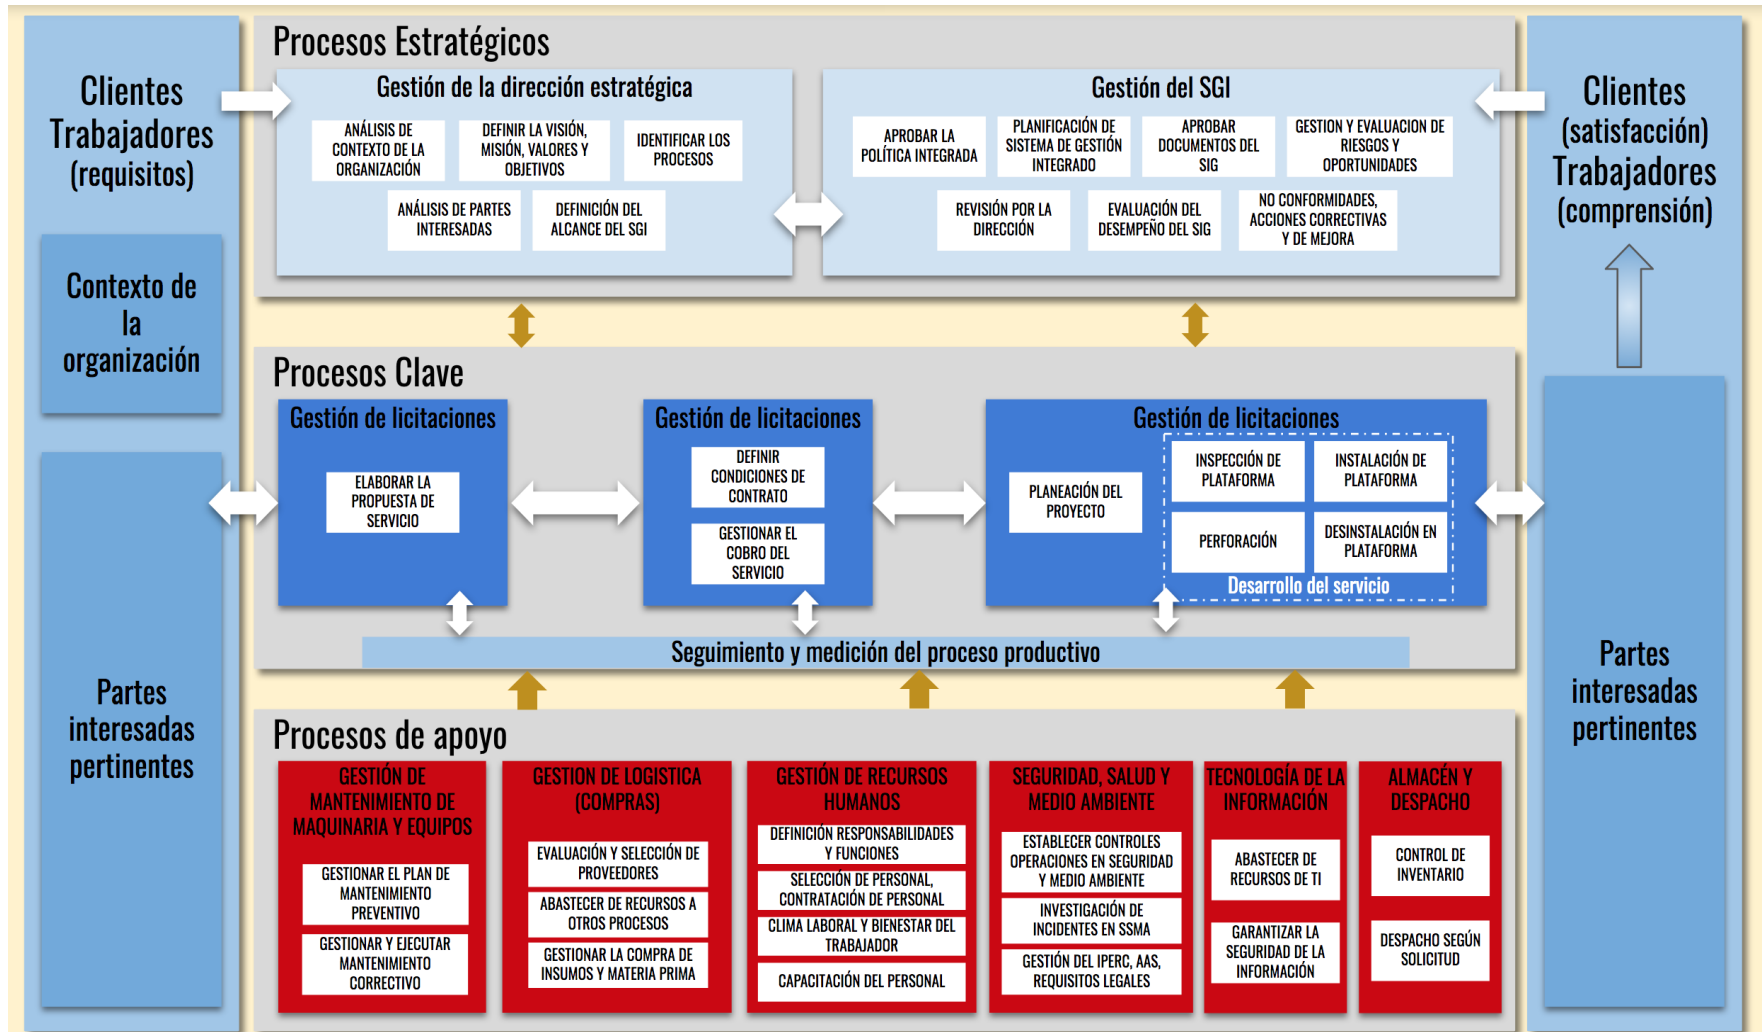 Clientes
Trabajadores
(requisitos)
Contexto de
la
organización
Partes
interesadas
pertinentes
Procesos Estratégicos
Gestión de la dirección estratégica
ANÁLISIS DE
CONTEXTO DE LA
ORGANIZACIÓN
DEFINIR LA VISIÓN,
MISIÓN, VALORES Y
OBJETIVOS
IDENTIFICAR LOS
PROCESOS
ANÁLISIS DE PARTES
INTERESADAS
DEFINICIÓN DEL
ALCANCE DEL SGI
Gestión del SGI
APROBAR LA
POLÍTICA INTEGRADA
PLANIFICACIÓN DE
SISTEMA DE GESTIÓN
INTEGRADO
APROBAR
DOCUMENTOS DEL
SIG
GESTION Y EVALUACION DE
RIESGOS Y
OPORTUNIDADES
REVISIÓN POR LA
DIRECCIÓN
EVALUACIÓN DEL
DESEMPEÑO DEL SIG
NO CONFORMIDADES,
ACCIONES CORRECTIVAS
Y DE MEJORA
Procesos Clave
Gestión de licitaciones
ELABORAR LA
PROPUESTA DE
SERVICIO
Gestión de licitaciones
DEFINIR
CONDICIONES DE
CONTRATO
GESTIONAR EL
COBRO DEL
SERVICIO
Gestión de licitaciones
PLANEACIÓN DEL
PROYECTO
INSPECCIÓN DE
PLATAFORMA
INSTALACIÓN DE
PLATAFORMA
PERFORACIÓN
DESINSTALACIÓN EN
PLATAFORMA
Desarrollo del servicio
Seguimiento y medición del proceso productivo
Procesos de apoyo
GESTIÓN DE
MANTENIMIENTO DE
MAQUINARIA Y EQUIPOS
GESTIONAR EL PLAN DE
MANTENIMIENTO
PREVENTIVO
GESTIONAR Y EJECUTAR
MANTENIMIENTO
CORRECTIVO
GESTION DE LOGISTICA
(COMPRAS)
EVALUACIÓN Y SELECCIÓN DE
PROVEEDORES
ABASTECER DE RECURSOS A
OTROS PROCESOS
GESTIONAR LA COMPRA DE
INSUMOS Y MATERIA PRIMA
GESTIÓN DE RECURSOS
HUMANOS
DEFINICIÓN RESPONSABILIDADES
Y FUNCIONES
SELECCIÓN DE PERSONAL,
CONTRATACIÓN DE PERSONAL
CLIMA LABORAL Y BIENESTAR DEL
TRABAJADOR
CAPACITACIÓN DEL PERSONAL
SEGURIDAD, SALUD Y
MEDIO AMBIENTE
ESTABLECER CONTROLES
OPERACIONES EN SEGURIDAD
Y MEDIO AMBIENTE
INVESTIGACIÓN DE
INCIDENTES EN SSMA
GESTIÓN DEL IPERC, AAS,
REQUISITOS LEGALES
TECNOLOGÍA DE LA
INFORMACIÓN
ABASTECER DE
RECURSOS DE TI
GARANTIZAR LA
SEGURIDAD DE LA
INFORMACIÓN
ALMACÉN Y
DESPACHO
CONTROL DE
INVENTARIO
DESPACHO SEGÚN
SOLICITUD
Clientes
(satisfacción)
Trabajadores
(comprensión)
Partes
interesadas
pertinentes